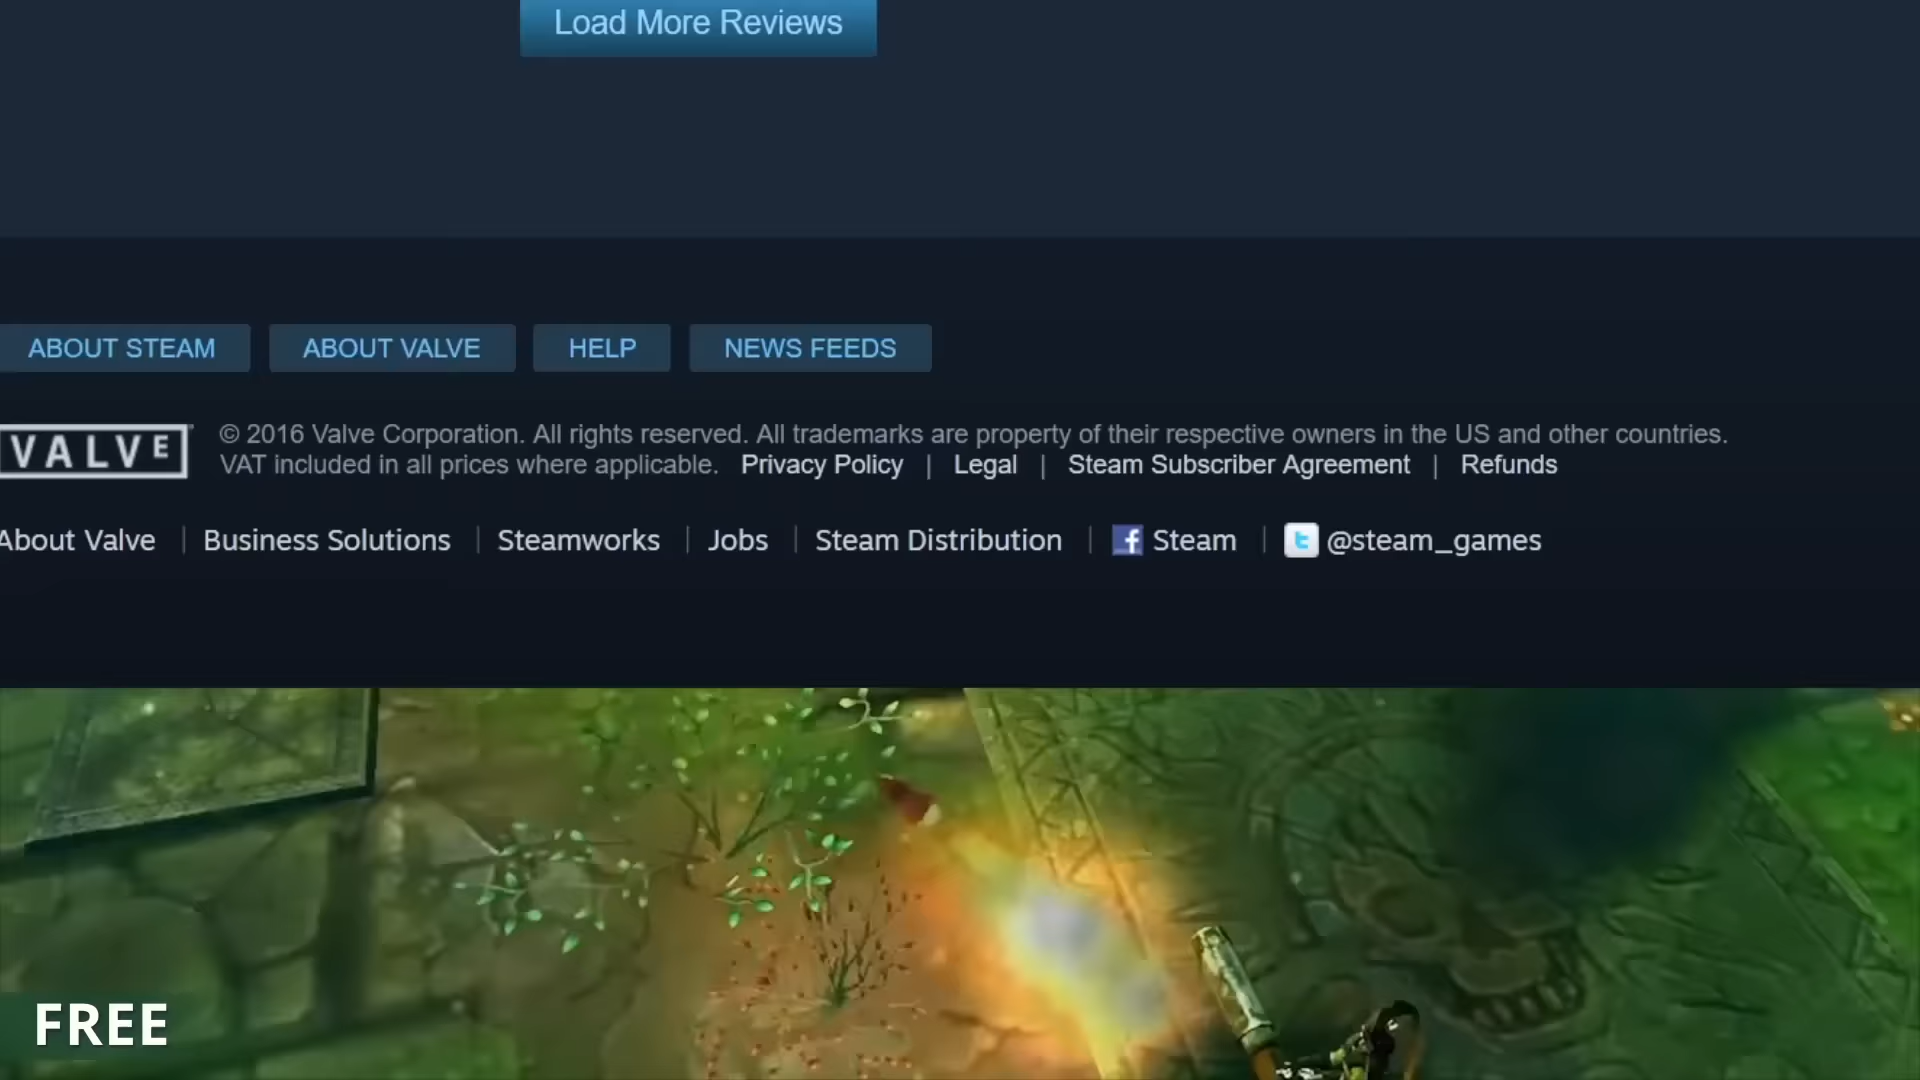 Load More Reviews
ABOUT STEAM ABOUT VALVE HELP NEWS FEEDS
VALVE © 2016 Valve Corporation. All rights reserved. All trademarks are property of their respective owners in the US and other countries.
VAT included in all prices where applicable. Privacy Policy | Legal | Steam Subscriber Agreement | Refunds
About Valve | Business Solutions | Steamworks | Jobs | Steam Distribution | f Steam | t @steam_games
FREE